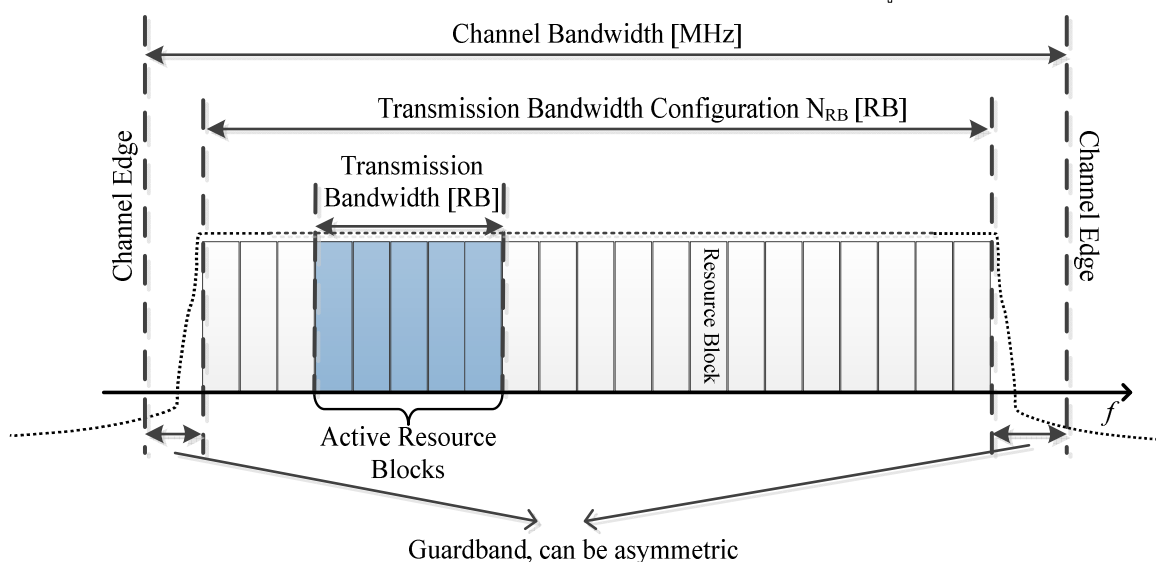 Channel Bandwidth [MHz]
Transmission Bandwidth Configuration NRB [RB]
Transmission
Bandwidth [RB]
Channel Edge
Channel Edge
Resource Block
f
Active Resource
Blocks
Guardband, can be asymmetric